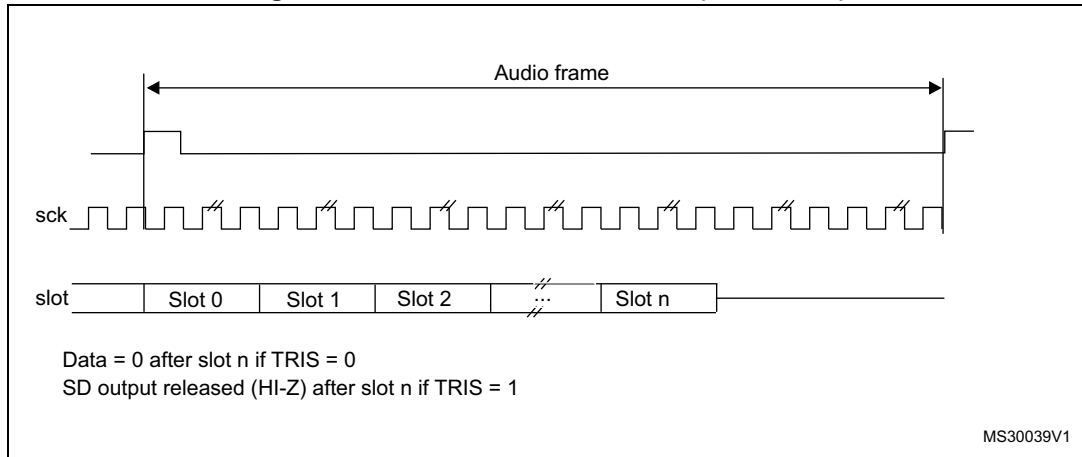 Audio frame
sck
slot Slot 0 Slot 1 Slot 2 ... Slot n
Data = 0 after slot n if TRIS = 0
SD output released (HI-Z) after slot n if TRIS = 1
MS30039V1